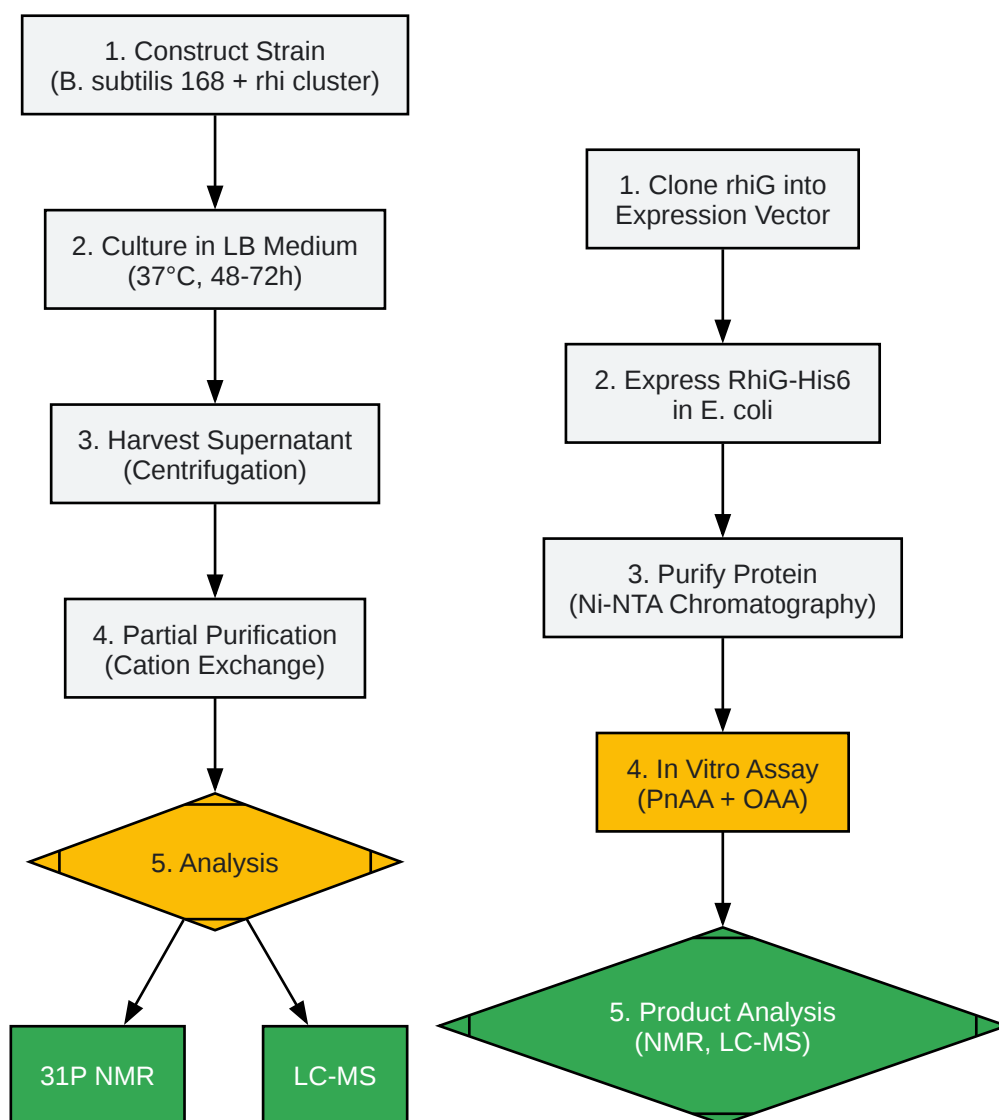 1. Construct Strain
(B. subtilis 168 + rhi cluster)
2. Culture in LB Medium
(37°C, 48-72h)
3. Harvest Supernatant
(Centrifugation)
4. Partial Purification
(Cation Exchange)
5. Analysis
31P NMR
LC-MS
1. Clone rhiG into
Expression Vector
2. Express RhiG-His6
in E. coli
3. Purify Protein
(Ni-NTA Chromatography)
4. In Vitro Assay
(PnAA + OAA)
5. Product Analysis
(NMR, LC-MS)